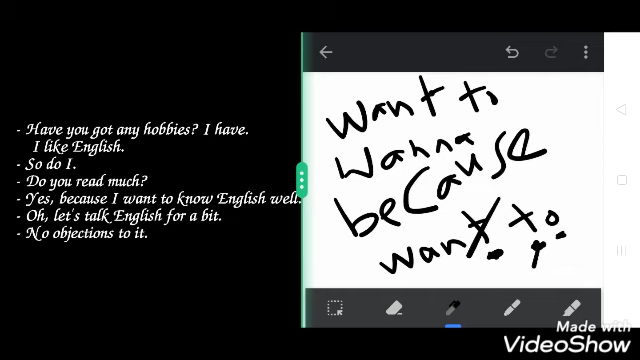 - Have you got any hobbies? I have.
I like English.
- So do I.
- Do you read much?
- Yes, because I want to know English well.
- Oh, let's talk English for a bit.
- No objections to it.
want to
wanna
because
want to
Made with
VideoShow